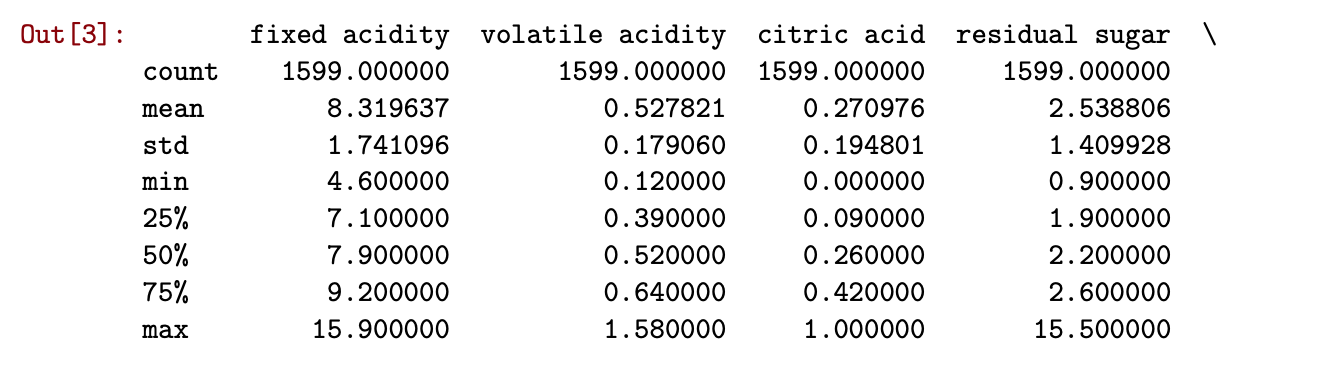 Out[3]: fixed acidity volatile acidity citric acid residual sugar \
count 1599.000000 1599.000000 1599.000000 1599.000000
mean 8.319637 0.527821 0.270976 2.538806
std 1.741096 0.179060 0.194801 1.409928
min 4.600000 0.120000 0.000000 0.900000
25% 7.100000 0.390000 0.090000 1.900000
50% 7.900000 0.520000 0.260000 2.200000
75% 9.200000 0.640000 0.420000 2.600000
max 15.900000 1.580000 1.000000 15.500000